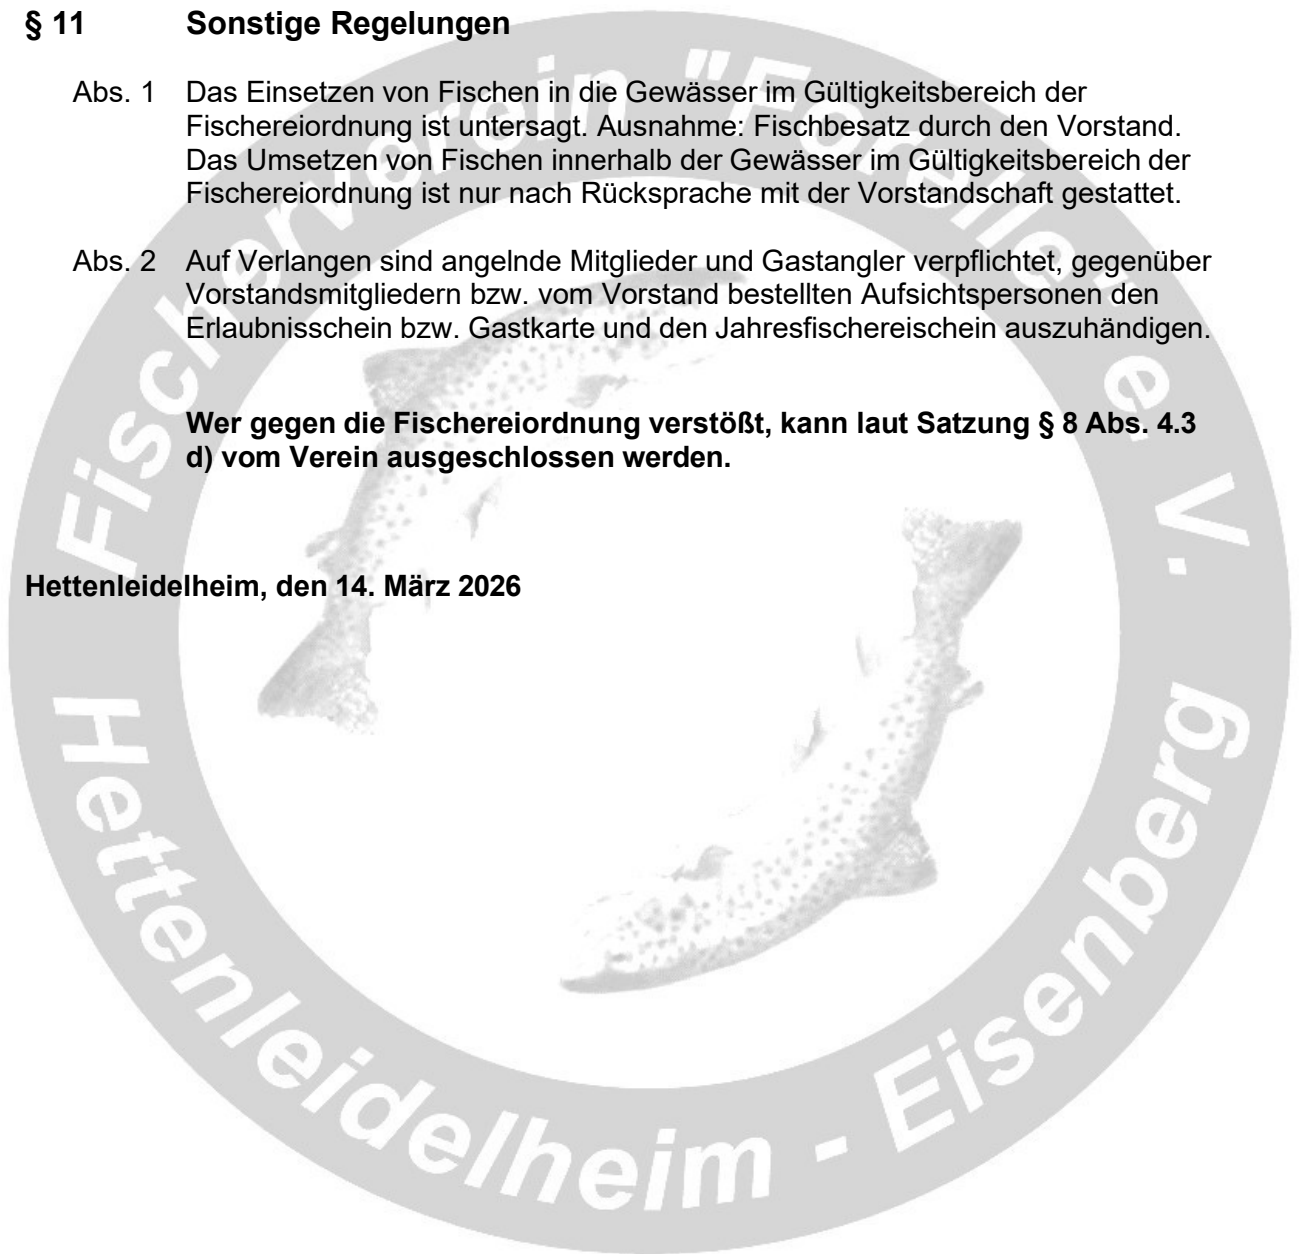 § 11 Sonstige Regelungen
Abs. 1 Das Einsetzen von Fischen in die Gewässer im Gültigkeitsbereich der
Fischereiordnung ist untersagt. Ausnahme: Fischbesatz durch den Vorstand.
Das Umsetzen von Fischen innerhalb der Gewässer im Gültigkeitsbereich der
Fischereiordnung ist nur nach Rücksprache mit der Vorstandschaft gestattet.
Abs. 2 Auf Verlangen sind angelnde Mitglieder und Gastangler verpflichtet, gegenüber
Vorstandsmitgliedern bzw. vom Vorstand bestellten Aufsichtspersonen den
Erlaubnisschein bzw. Gastkarte und den Jahresfischereischein auszuhändigen.
Wer gegen die Fischereiordnung verstößt, kann laut Satzung § 8 Abs. 4.3
d) vom Verein ausgeschlossen werden.
Hettenleidelheim, den 14. März 2026
Fischerverein "Forelle" e. V.
Hettenleidelheim - Eisenberg